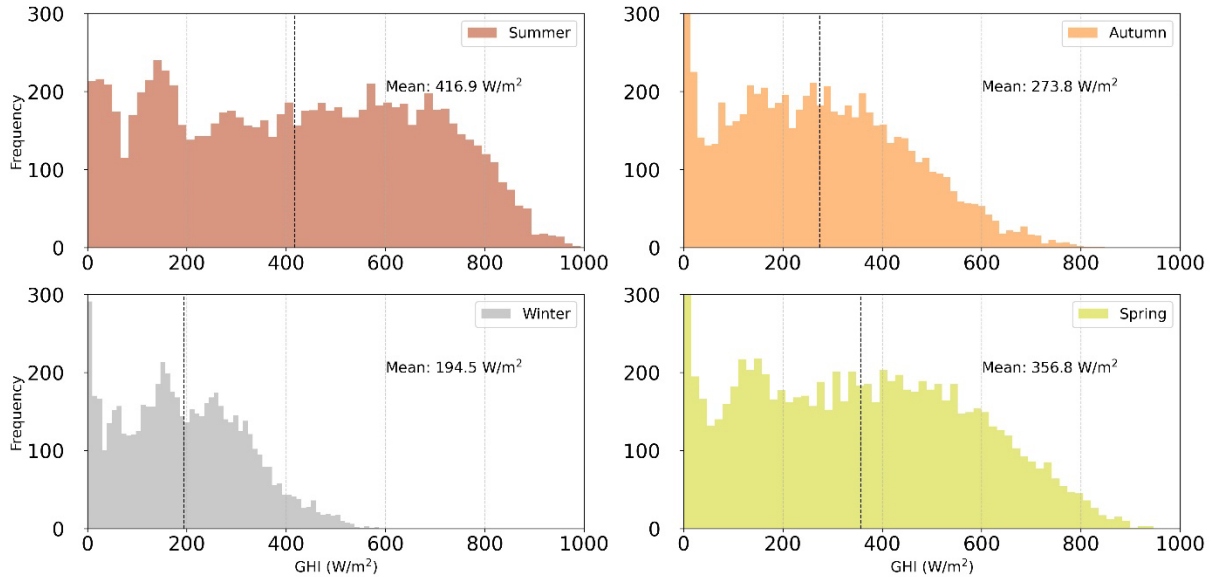 300
200
100
0
Frequency
Summer
Mean: 416.9 W/m²
0 200 400 600 800 1000
300
200
100
0
Autumn
Mean: 273.8 W/m²
0 200 400 600 800 1000
300
200
100
0
Frequency
Winter
Mean: 194.5 W/m²
0 200 400 600 800 1000
GHI (W/m²)
300
200
100
0
Spring
Mean: 356.8 W/m²
0 200 400 600 800 1000
GHI (W/m²)